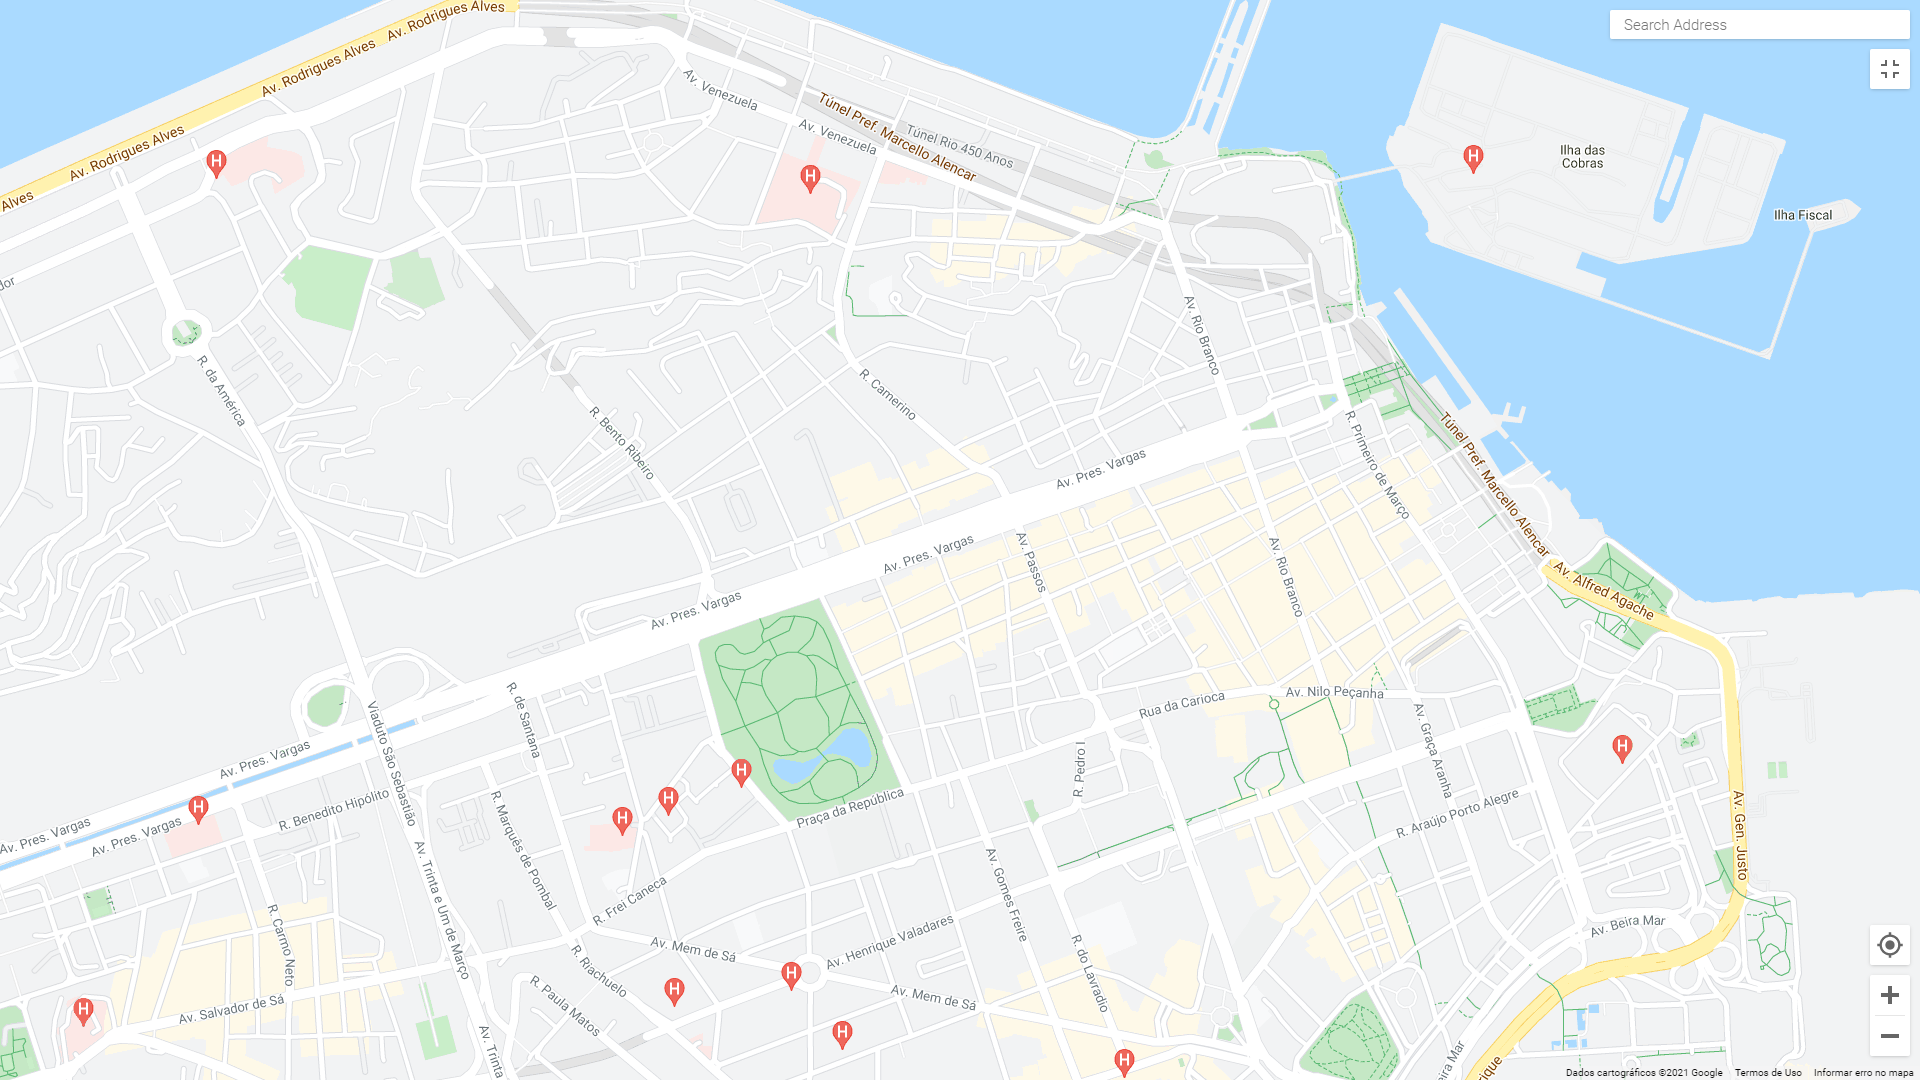 Av. Rodrigues Alves
Search Address
Av. Rodrigues Alves
Av. Venezuela
Túnel Pref. Marcello Alencar
Av. Venezuela
Túnel Rio 450 Anos
Av. Rodrigues Alves
H
H
H
Ilha das
Cobras
Alves
Ilha Fiscal
dor
Av. Rio Branco
R. da América
R. Camerino
R. Bento Ribeiro
R. Primeiro de Março
Túnel Pref. Marcello Alencar
Av. Pres. Vargas
Av. Pres. Vargas
Av. Passos
Av. Rio Branco
Av. Alfred Agache
Av. Pres. Vargas
R. de Santana
Viaduto São Sebastião
Rua da Carioca
Av. Nilo Peçanha
Av. Graça Aranha
Av. Pres. Vargas
R. Pedro I
H
H
H
H
H
R. Benedito Hipólito
Praça da República
R. Araújo Porto Alegre
Av. Gen. Justo
Av. Pres. Vargas
Av. Pres. Vargas
R. Marquês de Pombal
Av. Trinta e Um de Março
Av. Gomes Freire
R. Frei Caneca
R. Carmo Neto
Av. Mem de Sá
Av. Henrique Valadares
Av. Beira Mar
R. Riachuelo
R. do Lavradio
H
H
H
Av. Salvador de Sá
R. Paula Matos
Av. Mem de Sá
H
H
Av. Trinta
eira Mar
rique
Dados cartográficos ©2021 Google
Termos de Uso
Informar erro no mapa